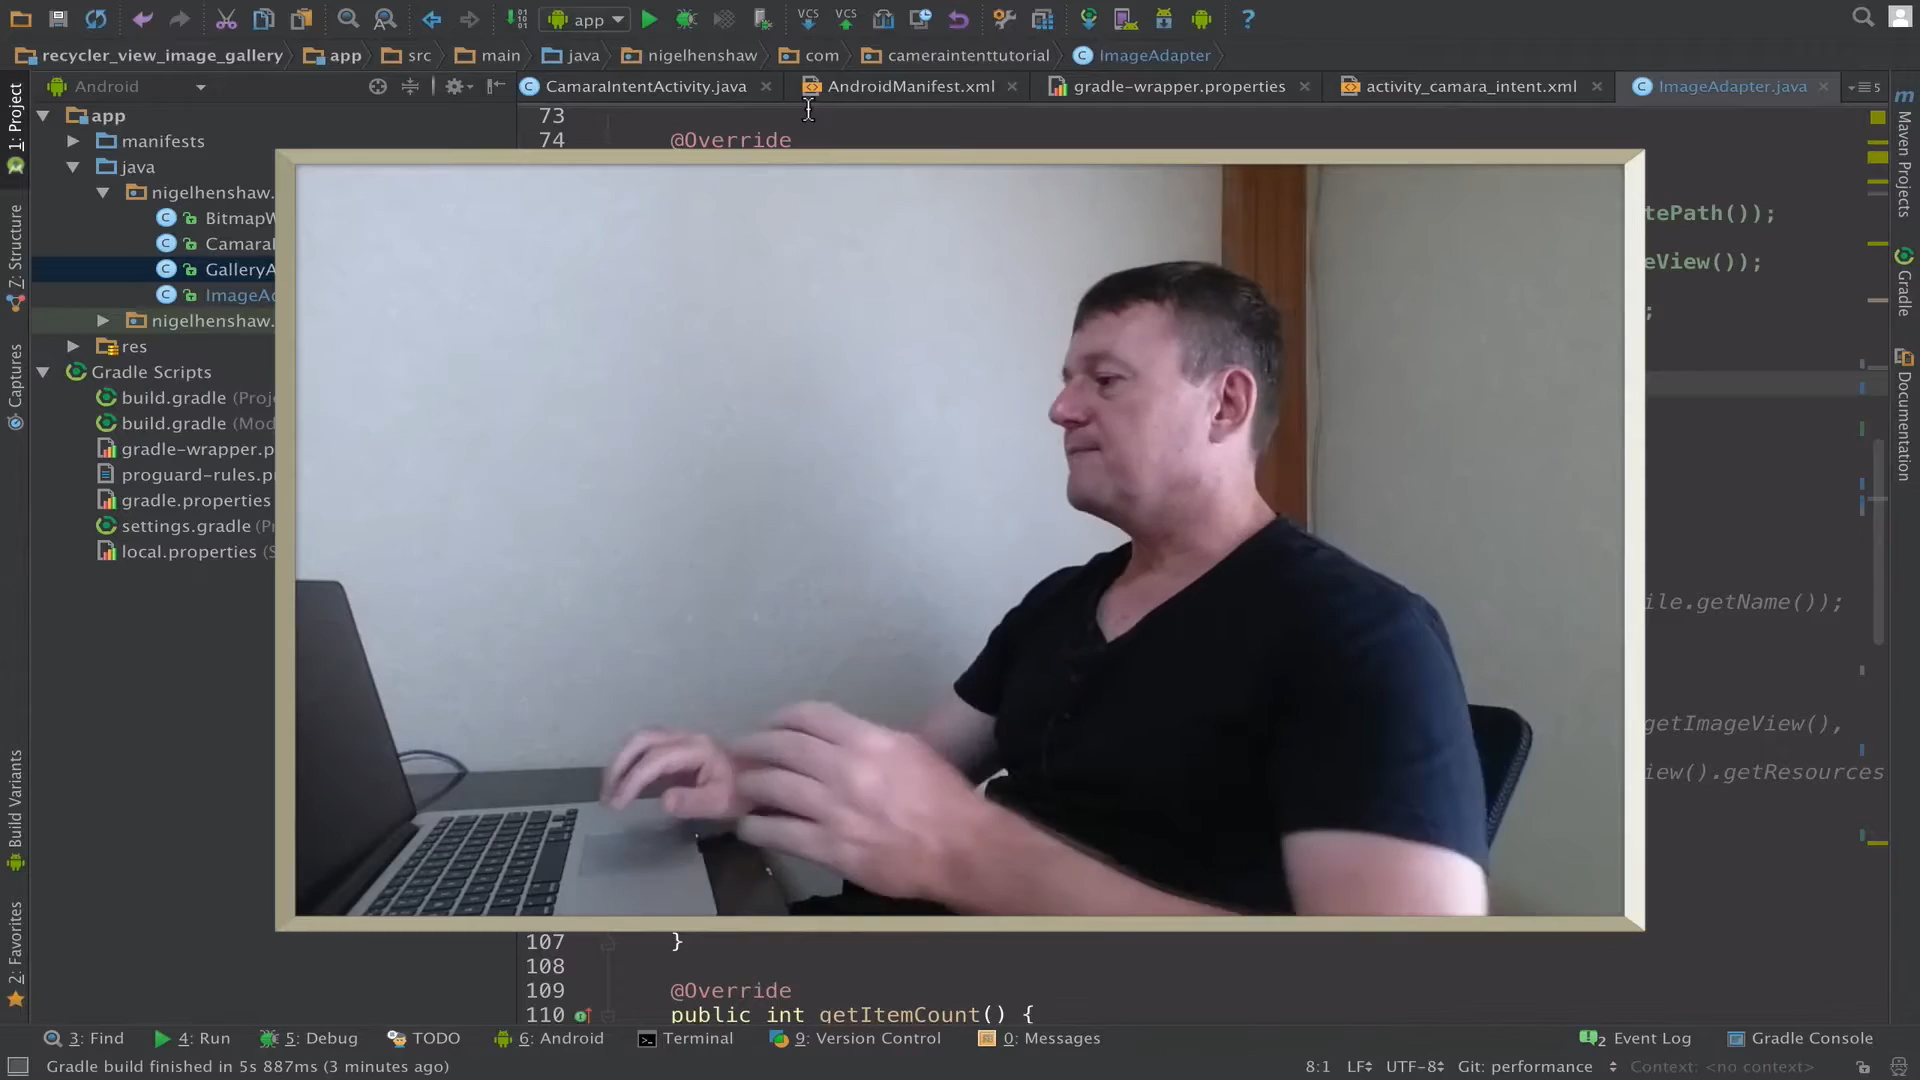 app
recycler_view_image_gallery
app
src
main
java
nigelhenshaw
com
cameraintenttutorial
ImageAdapter
1: Project
7: Structure
Captures
Build Variants
2: Favorites
Android
app
manifests
java
nigelhenshaw.
BitmapW
CamaraI
GalleryA
ImageAd
nigelhenshaw.
res
Gradle Scripts
build.gradle (Proj
build.gradle (Mod
gradle-wrapper.p
proguard-rules.pr
gradle.properties
settings.gradle (Pr
local.properties (S
CamaraIntentActivity.java
AndroidManifest.xml
gradle-wrapper.properties
activity_camara_intent.xml
ImageAdapter.java
5
73
74 @Override
tePath());
eView());
;
ile.getName());
getImageView(),
iew().getResources
107 }
108
109 @Override
110 public int getItemCount() {
Maven Projects
Gradle
Documentation
3: Find
4: Run
5: Debug
TODO
6: Android
Terminal
9: Version Control
0: Messages
2 Event Log
Gradle Console
Gradle build finished in 5s 887ms (3 minutes ago)
8:1 LF UTF-8 Git: performance Context: <no context>